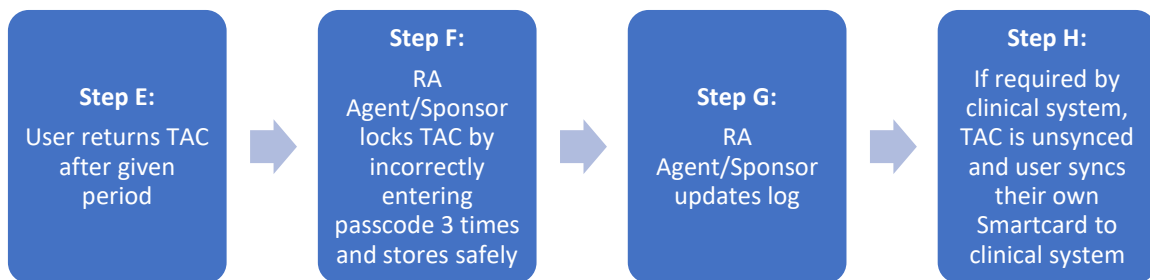 Step E:
User returns TAC
after given
period
Step F:
RA
Agent/Sponsor
locks TAC by
incorrectly
entering
passcode 3 times
and stores safely
Step G:
RA
Agent/Sponsor
updates log
Step H:
If required by
clinical system,
TAC is unsynced
and user syncs
their own
Smartcard to
clinical system